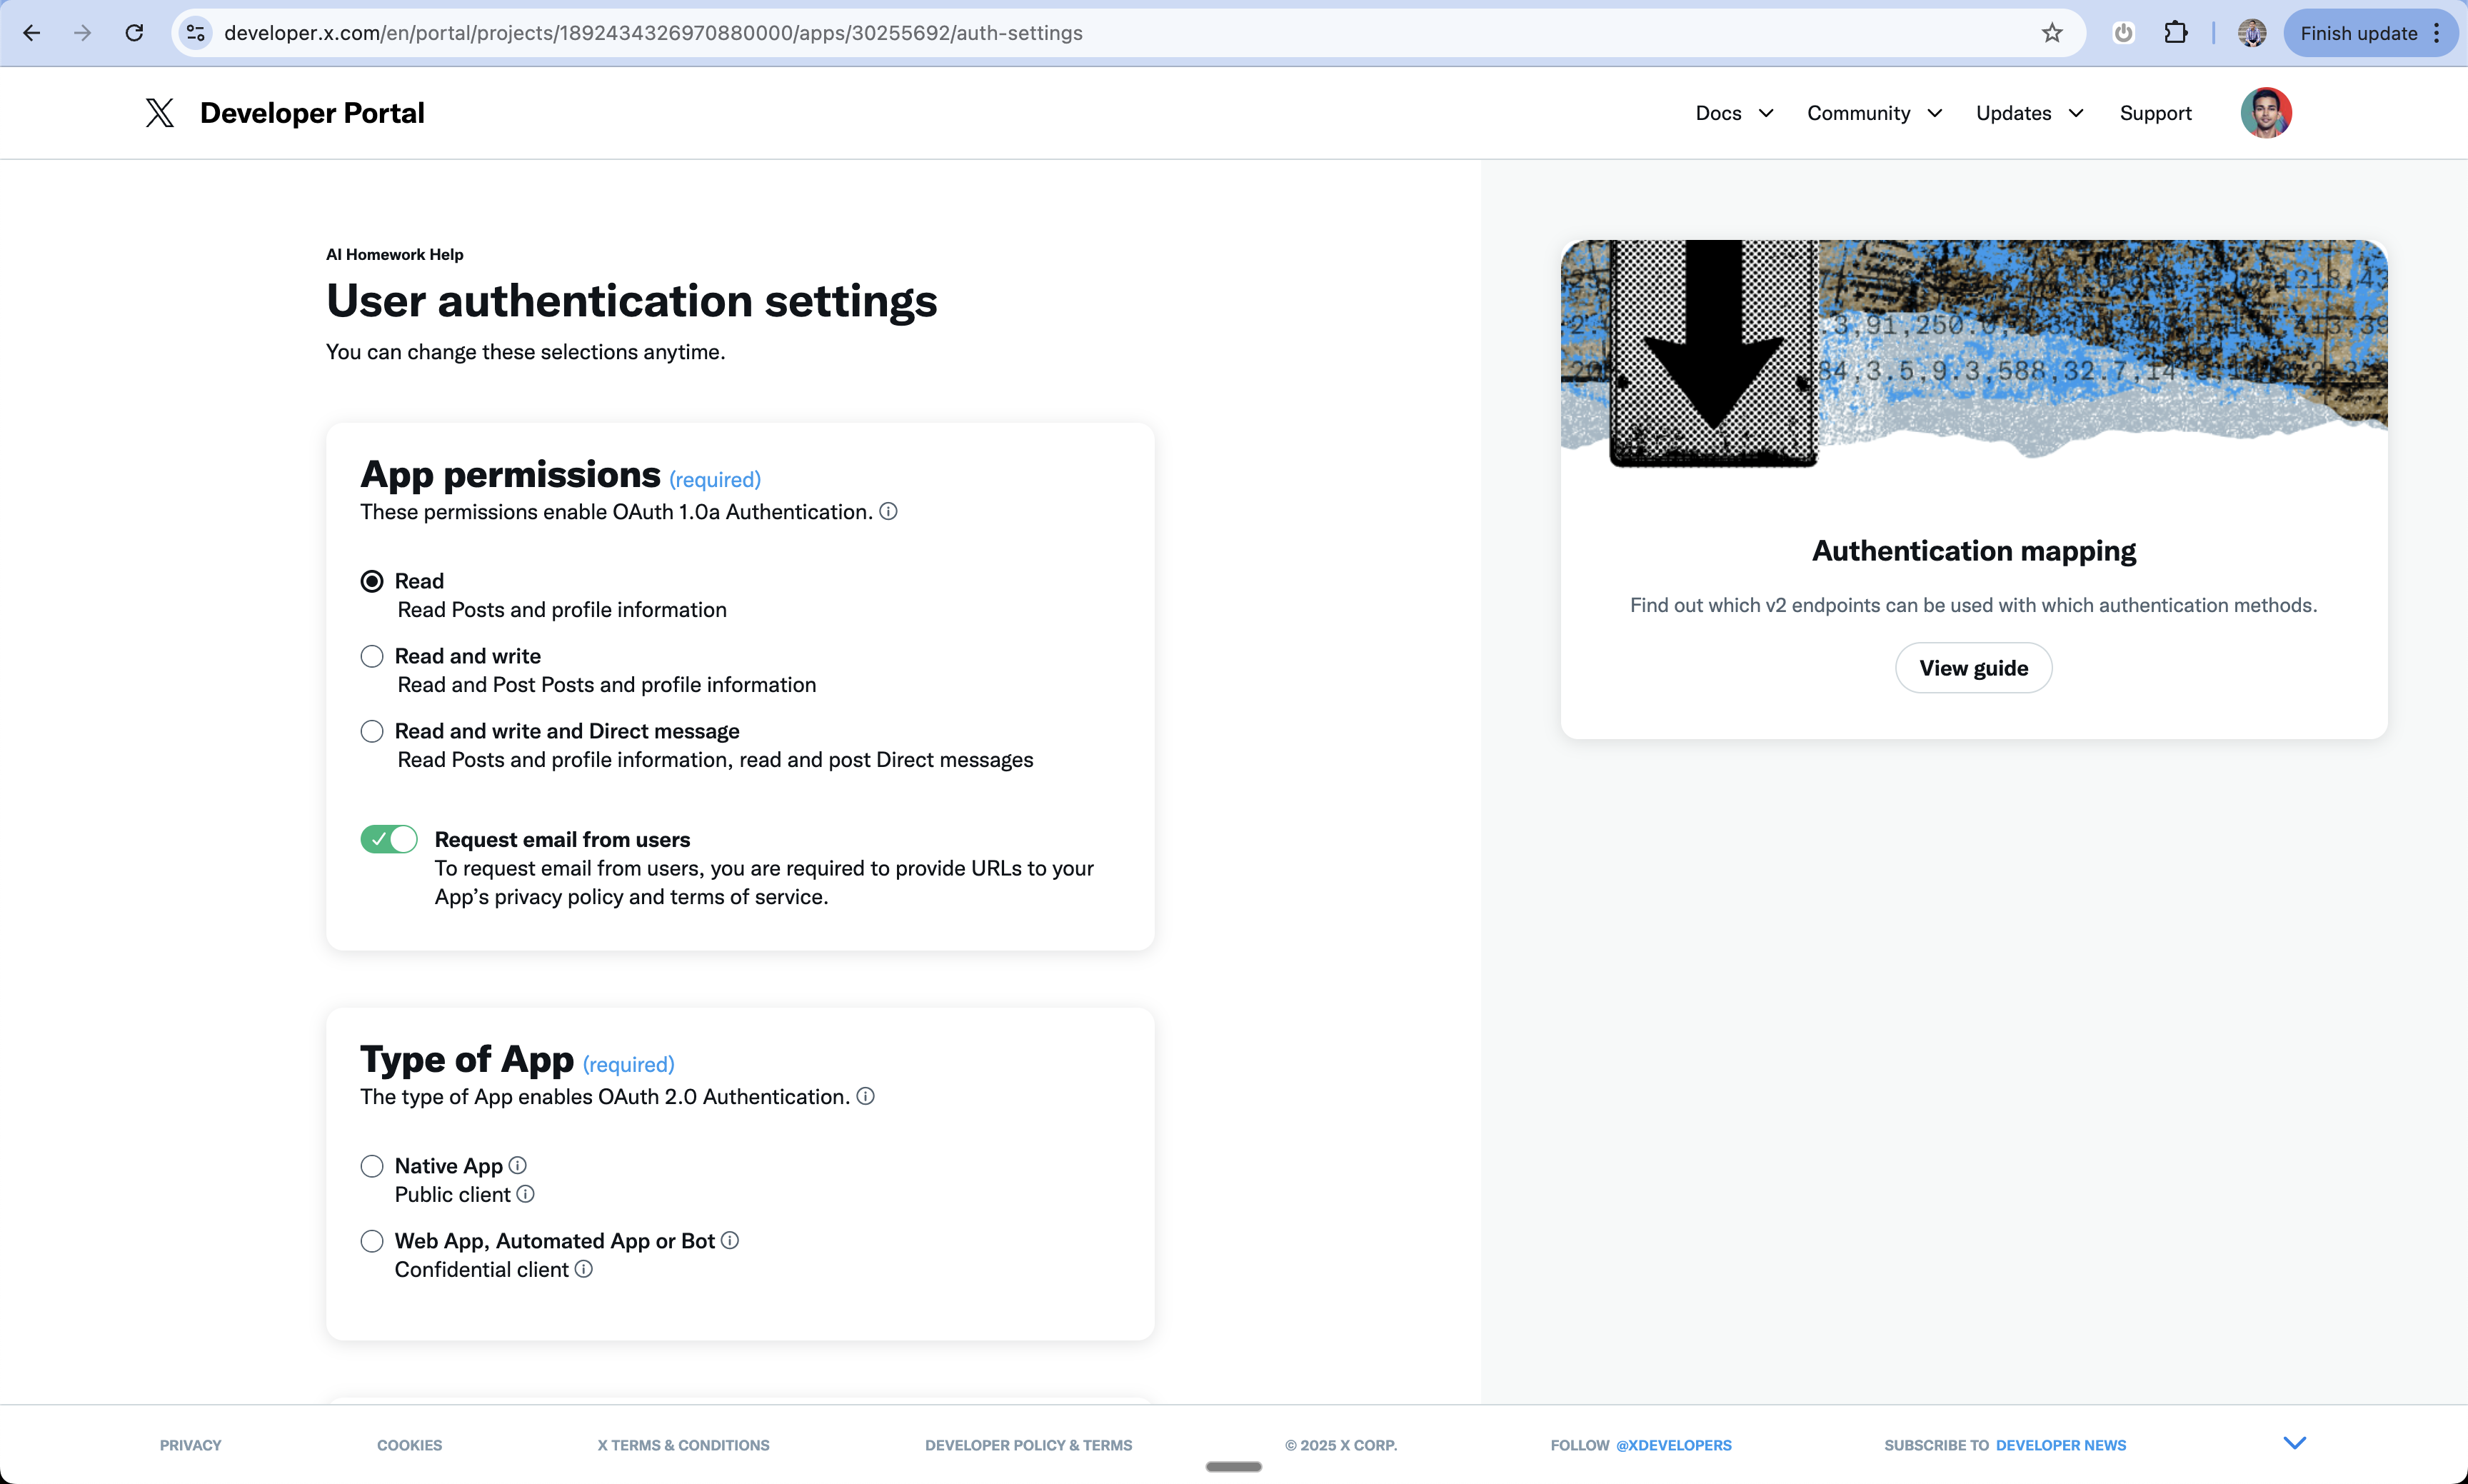 developer.x.com/en/portal/projects/1892434326970880000/apps/30255692/auth-settings
Finish update
Developer Portal
Docs
Community
Updates
Support
AI Homework Help
User authentication settings
You can change these selections anytime.
App permissions (required)
These permissions enable OAuth 1.0a Authentication.
Read
Read Posts and profile information
Read and write
Read and Post Posts and profile information
Read and write and Direct message
Read Posts and profile information, read and post Direct messages
Request email from users
To request email from users, you are required to provide URLs to your
App’s privacy policy and terms of service.
Type of App (required)
The type of App enables OAuth 2.0 Authentication.
Native App
Public client
Web App, Automated App or Bot
Confidential client
Authentication mapping
Find out which v2 endpoints can be used with which authentication methods.
View guide
PRIVACY
COOKIES
X TERMS & CONDITIONS
DEVELOPER POLICY & TERMS
© 2025 X CORP.
FOLLOW @XDEVELOPERS
SUBSCRIBE TO DEVELOPER NEWS